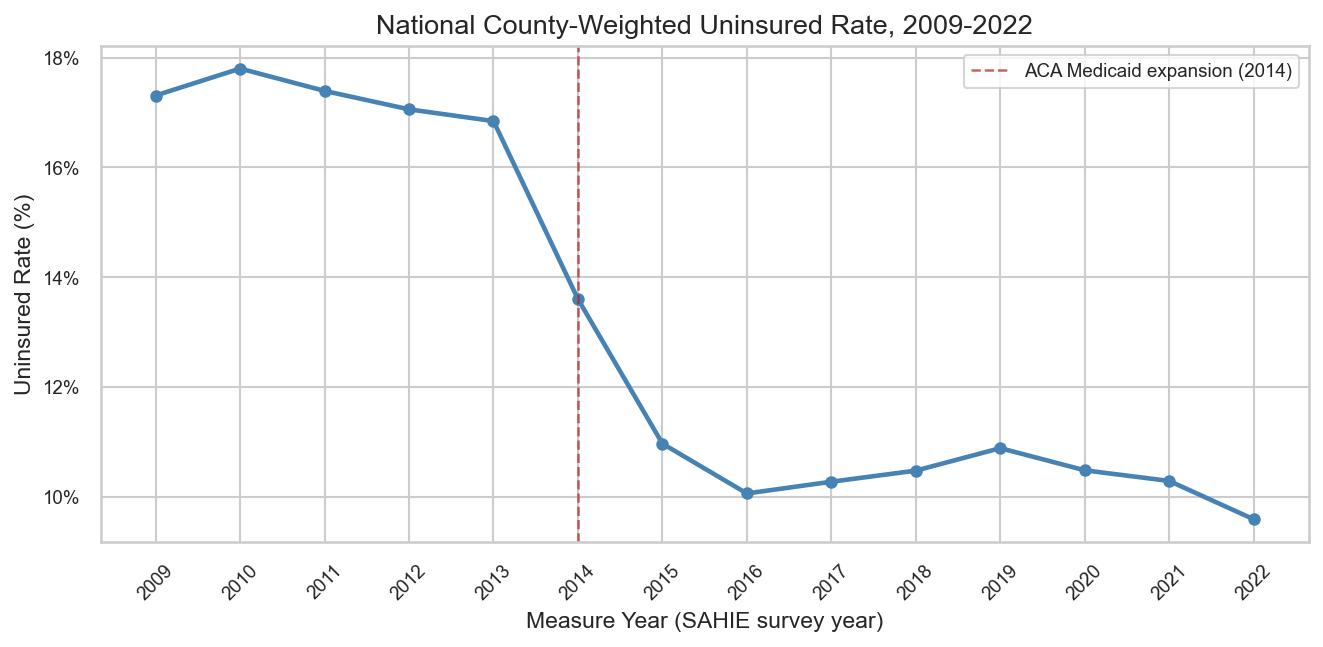 National County-Weighted Uninsured Rate, 2009-2022
ACA Medicaid expansion (2014)
Uninsured Rate (%)
18%
16%
14%
12%
10%
2009 2010 2011 2012 2013 2014 2015 2016 2017 2018 2019 2020 2021 2022
Measure Year (SAHIE survey year)